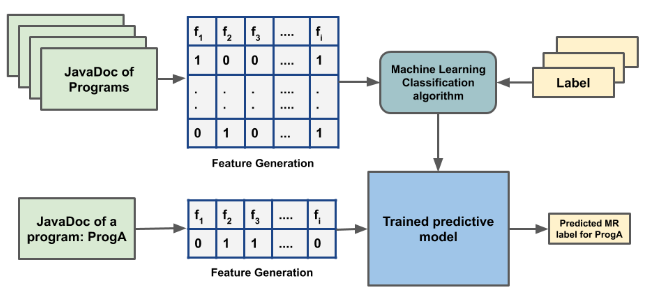 JavaDoc of
Programs
f1 f2 f3 .... fi
1 0 0 .... 1
. . . .... .
. . . .... .
0 1 0 ... 1
Feature Generation
Machine Learning
Classification
algorithm
Label
JavaDoc of a
program: ProgA
f1 f2 f3 .... fi
0 1 1 .... 0
Feature Generation
Trained predictive
model
Predicted MR
label for ProgA